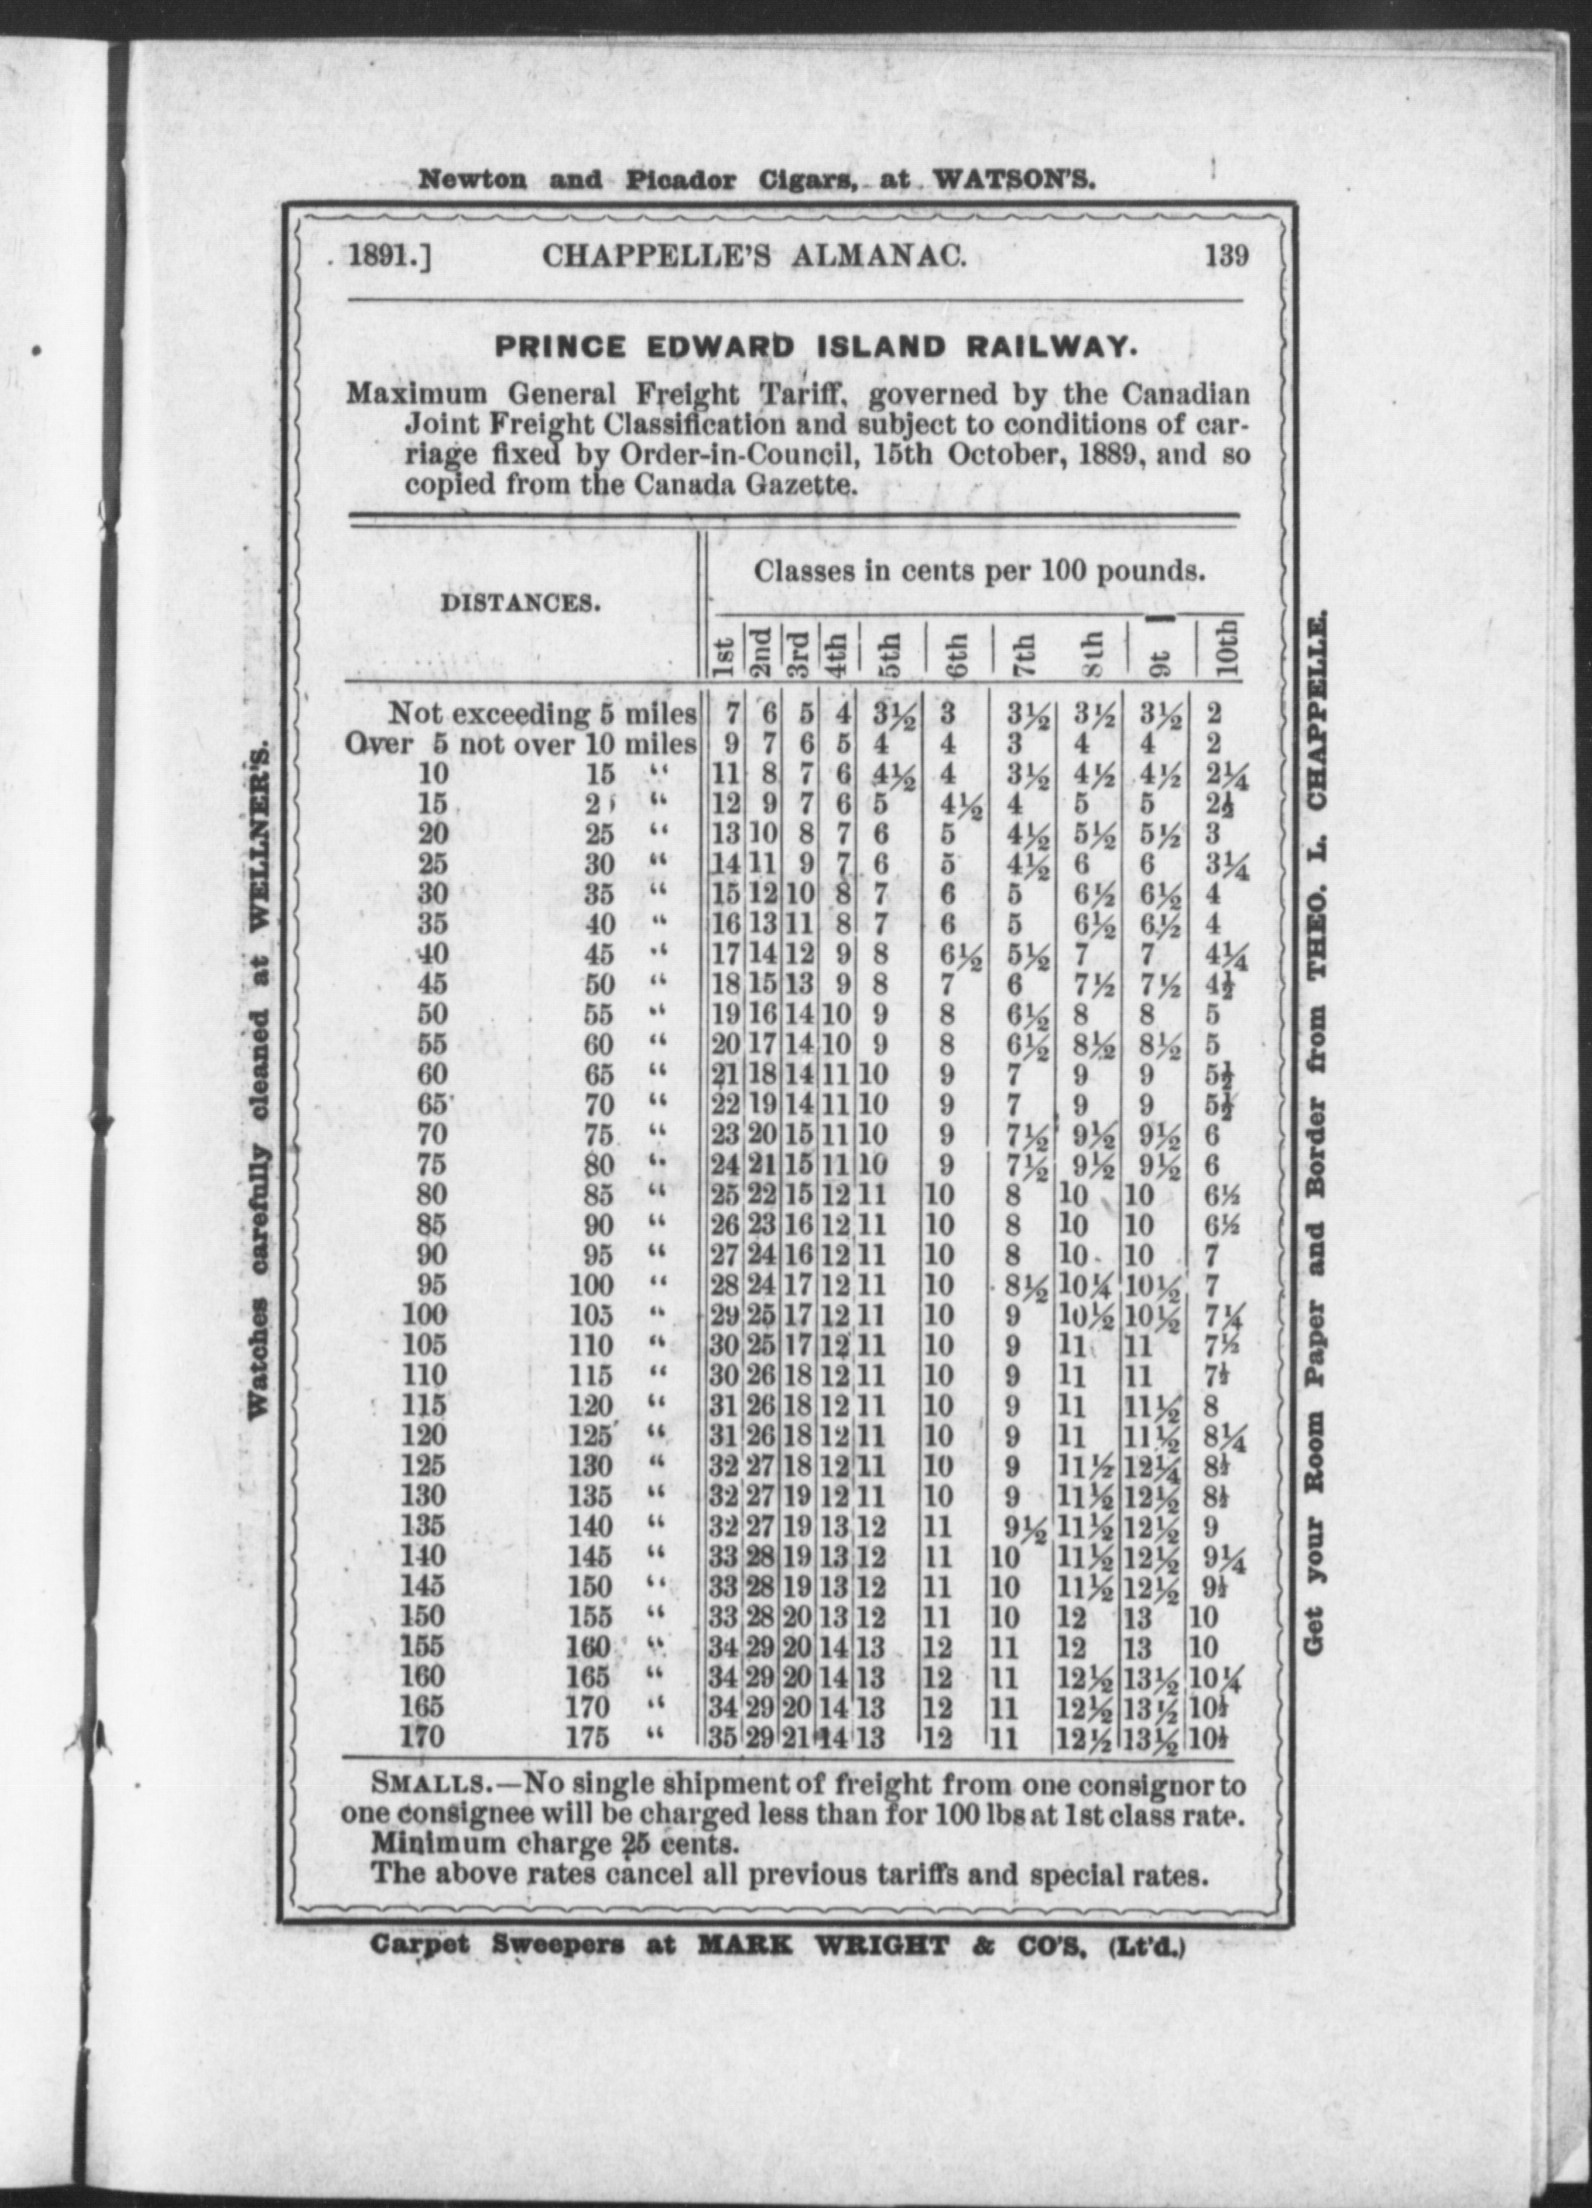 Newton and Picador Cigars, at WATSON'S.
1891.] CHAPPELLE'S ALMANAC. 139
PRINCE EDWARD ISLAND RAILWAY.
Maximum General Freight Tariff, governed by the Canadian
Joint Freight Classification and subject to conditions of car-
riage fixed by Order-in-Council, 15th October, 1889, and so
copied from the Canada Gazette.
DISTANCES.
Classes in cents per 100 pounds.
1st 2nd 3rd 4th 5th 6th 7th 8th 9t 10th
Not exceeding 5 miles 7 6 5 4 3½ 3 3½ 3½ 3½ 2
Over 5 not over 10 miles 9 7 6 5 4 4 3 4 4 2
10 15 “ 11 8 7 6 4½ 4 3½ 4½ 4½ 2¼
15 2 “ 12 9 7 6 5 4½ 4 5 5 2½
20 25 “ 13 10 8 7 6 5 4½ 5½ 5½ 3
25 30 “ 14 11 9 7 6 5 4½ 6 6 3¼
30 35 “ 15 12 10 8 7 6 5 6½ 6½ 4
35 40 “ 16 13 11 8 7 6 5 6½ 6½ 4
40 45 “ 17 14 12 9 8 6½ 5½ 7 7 4¼
45 50 “ 18 15 13 9 8 7 6 7½ 7½ 4½
50 55 “ 19 16 14 10 9 8 6½ 8 8 5
55 60 “ 20 17 14 10 9 8 6½ 8½ 8½ 5
60 65 “ 21 18 14 11 10 9 7 9 9 5½
65 70 “ 22 19 14 11 10 9 7 9 9 5½
70 75 “ 23 20 15 11 10 9 7½ 9½ 9½ 6
75 80 “ 24 21 15 11 10 9 7½ 9½ 9½ 6
80 85 “ 25 22 15 12 11 10 8 10 10 6½
85 90 “ 26 23 16 12 11 10 8 10 10 6½
90 95 “ 27 24 16 12 11 10 8 10 10 7
95 100 “ 28 24 17 12 11 10 8½ 10¼ 10½ 7
100 105 “ 29 25 17 12 11 10 9 10½ 10½ 7¼
105 110 “ 30 25 17 12 11 10 9 11 11 7½
110 115 “ 30 26 18 12 11 10 9 11 11 7½
115 120 “ 31 26 18 12 11 10 9 11 11½ 8
120 125 “ 31 26 18 12 11 10 9 11 11½ 8¼
125 130 “ 32 27 18 12 11 10 9 11½ 12¼ 8½
130 135 “ 32 27 19 12 11 10 9 11½ 12½ 8½
135 140 “ 32 27 19 13 12 11 9½ 11½ 12½ 9
140 145 “ 33 28 19 13 12 11 10 11½ 12½ 9¼
145 150 “ 33 28 19 13 12 11 10 11½ 12½ 9½
150 155 “ 33 28 20 13 12 11 10 12 13 10
155 160 “ 34 29 20 14 13 12 11 12 13 10
160 165 “ 34 29 20 14 13 12 11 12½ 13½ 10¼
165 170 “ 34 29 20 14 13 12 11 12½ 13½ 10½
170 175 “ 35 29 21 14 13 12 11 12½ 13½ 10½
SMALLS.—No single shipment of freight from one consignor to
one consignee will be charged less than for 100 lbs at 1st class rate.
Minimum charge 25 cents.
The above rates cancel all previous tariffs and special rates.
Carpet Sweepers at MARK WRIGHT & CO'S, (Lt'd.)
Watches carefully cleaned at WELLNER'S.
Get your Room Paper and Border from THEO. L. CHAPPELLE.